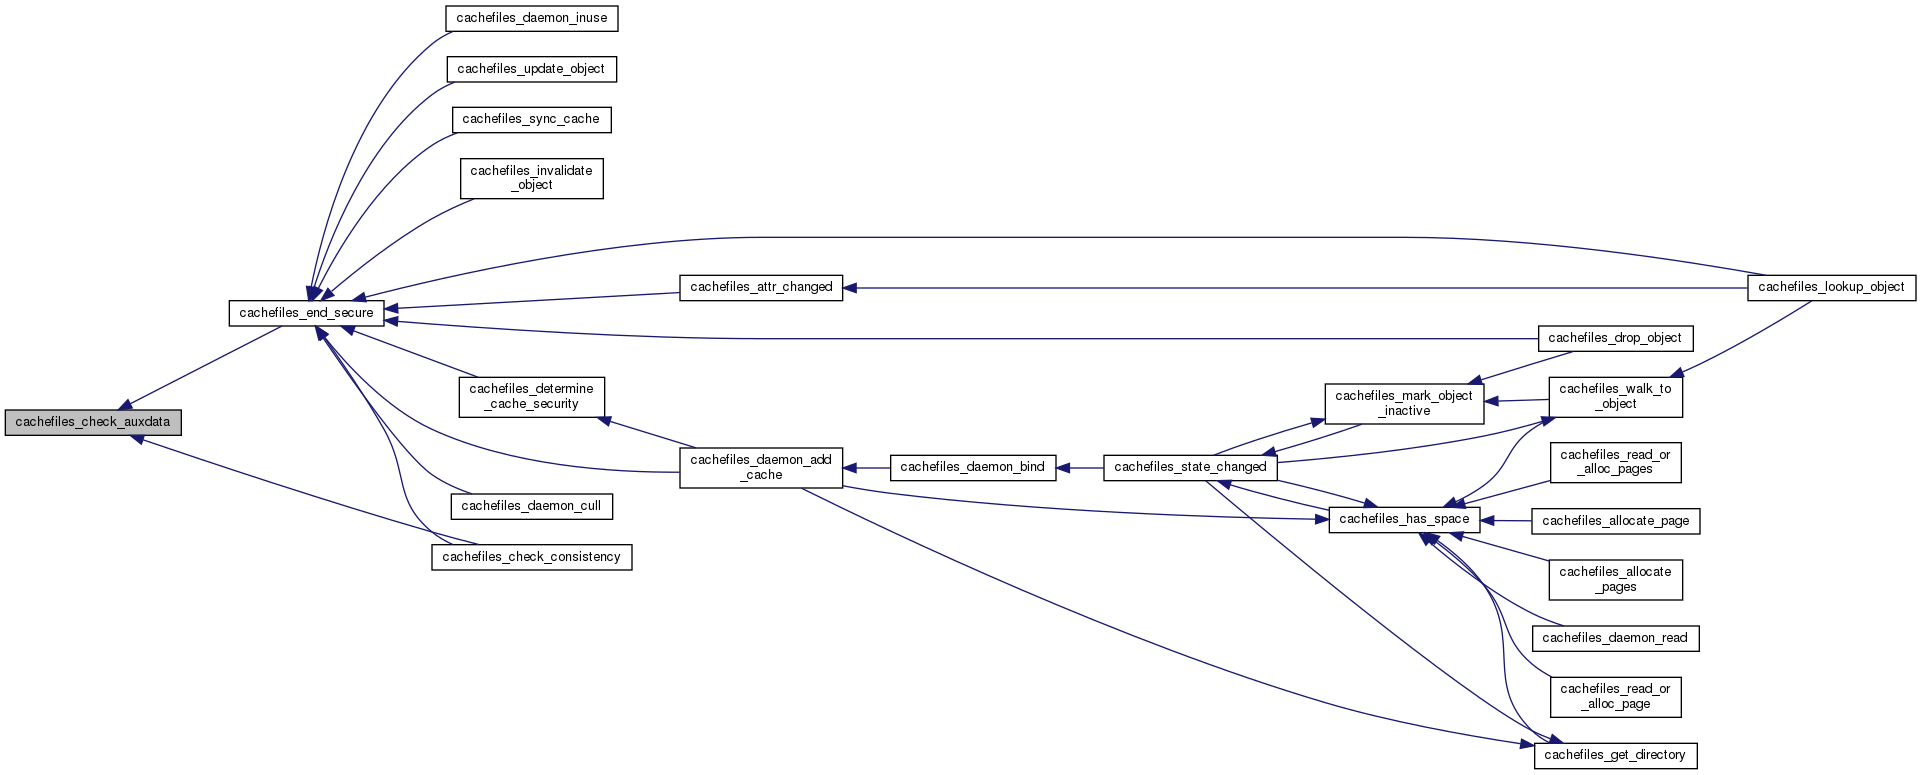 cachefiles_daemon_inuse
cachefiles_update_object
cachefiles_sync_cache
cachefiles_invalidate
_object
cachefiles_attr_changed
cachefiles_lookup_object
cachefiles_end_secure
cachefiles_drop_object
cachefiles_determine
_cache_security
cachefiles_mark_object
_inactive
cachefiles_walk_to
_object
cachefiles_check_auxdata
cachefiles_daemon_add
_cache
cachefiles_daemon_bind
cachefiles_state_changed
cachefiles_read_or
_alloc_pages
cachefiles_daemon_cull
cachefiles_has_space
cachefiles_allocate_page
cachefiles_check_consistency
cachefiles_allocate
_pages
cachefiles_daemon_read
cachefiles_read_or
_alloc_page
cachefiles_get_directory